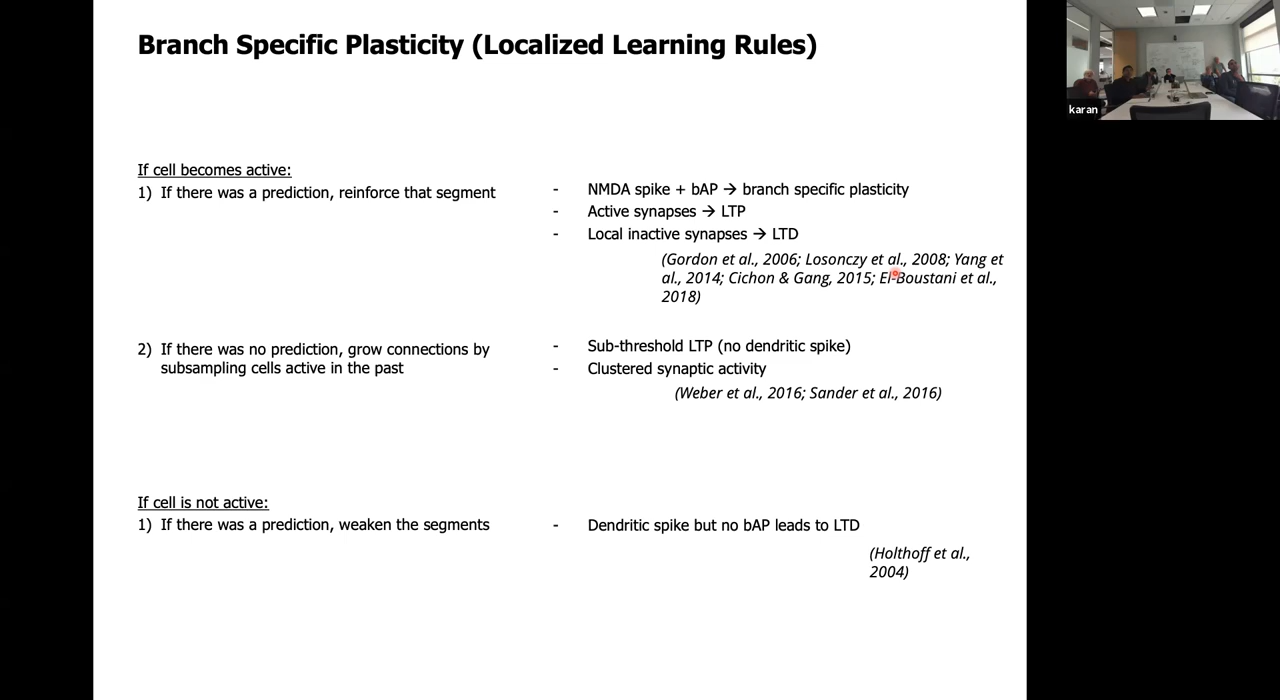 Branch Specific Plasticity (Localized Learning Rules)
karan
If cell becomes active:
1) If there was a prediction, reinforce that segment
- NMDA spike + bAP → branch specific plasticity
- Active synapses → LTP
- Local inactive synapses → LTD
(Gordon et al., 2006; Losonczy et al., 2008; Yang et
al., 2014; Cichon & Gang, 2015; El-Boustani et al.,
2018)
2) If there was no prediction, grow connections by
subsampling cells active in the past
- Sub-threshold LTP (no dendritic spike)
- Clustered synaptic activity
(Weber et al., 2016; Sander et al., 2016)
If cell is not active:
1) If there was a prediction, weaken the segments
- Dendritic spike but no bAP leads to LTD
(Holthoff et al.,
2004)